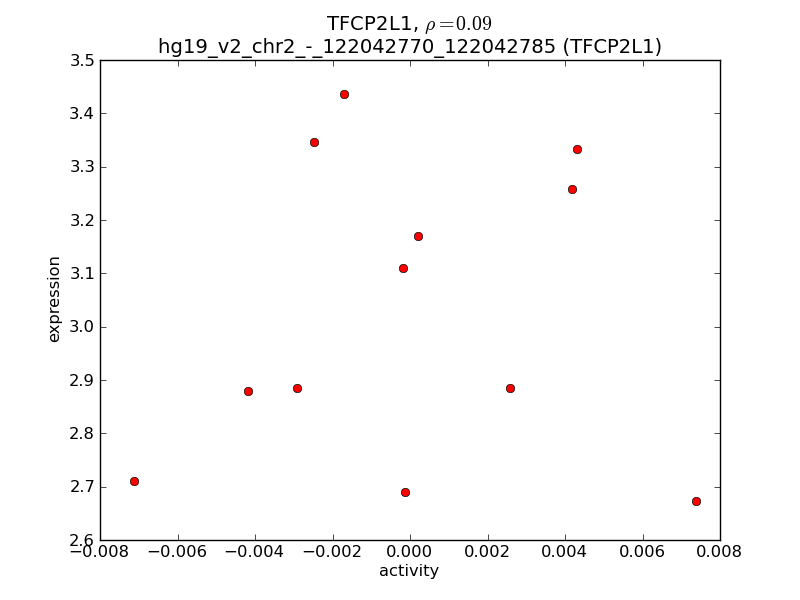 TFCP2L1, ρ=0.09
hg19_v2_chr2_-_122042770_122042785 (TFCP2L1)
3.5
3.4
3.3
3.2
3.1
3.0
2.9
2.8
2.7
2.6
expression
−0.008 −0.006 −0.004 −0.002 0.000 0.002 0.004 0.006 0.008
activity